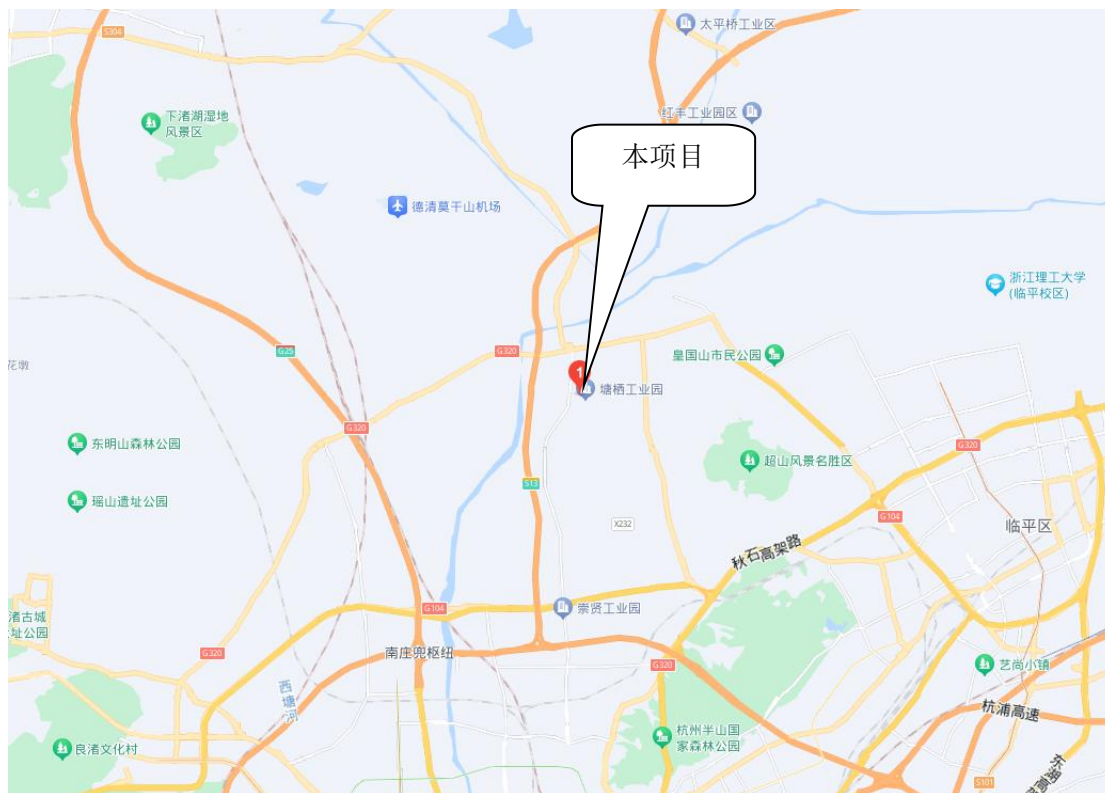 S304
太平桥工业区
下渚湖湿地
风景区
红丰工业园区
本项目
德清莫干山机场
浙江理工大学
(临平校区)
G25
G320
皇国山市民公园
花墩
1
塘栖工业园
G320
东明山森林公园
G320
超山风景名胜区
S13
瑶山遗址公园
X232
G104
临平区
秋石高架路
G104
崇贤工业园
渚古城
址公园
G320
南庄兜枢纽
G320
艺尚小镇
西塘河
杭浦高速
杭州半山国
家森林公园
良渚文化村
S101
东湖高